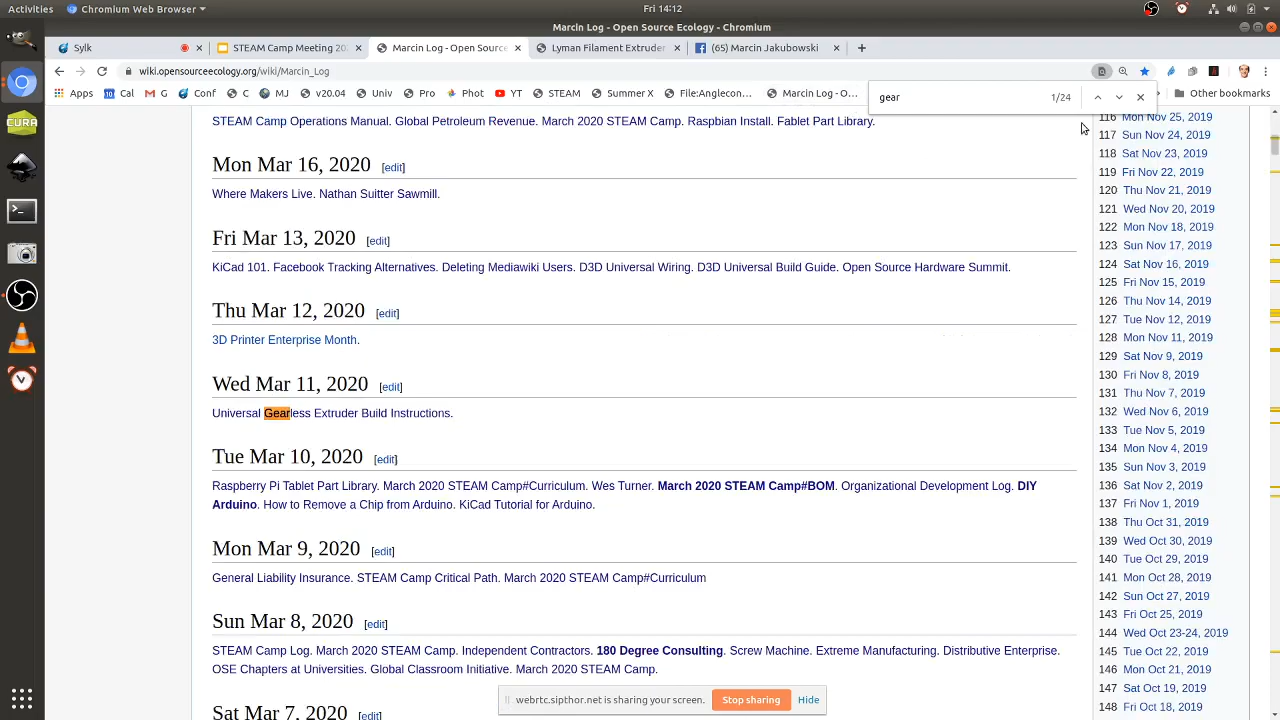 Activities
Chromium Web Browser
Fri 14:12
Marcin Log - Open Source Ecology - Chromium
Sylk
STEAM Camp Meeting 20
Marcin Log - Open Sourc
Lyman Filament Extruder
(65) Marcin Jakubowski
wiki.opensourceecology.org/wiki/Marcin_Log
Apps
Cal
G
Conf
C
MJ
v20.04
Univ
Pro
Phot
YT
STEAM
Summer X
File:Anglecon...
Marcin Log - O...
Other bookmarks
gear
1/24
STEAM Camp Operations Manual. Global Petroleum Revenue. March 2020 STEAM Camp. Raspbian Install. Fablet Part Library.
Mon Mar 16, 2020 [edit]
Where Makers Live. Nathan Suitter Sawmill.
Fri Mar 13, 2020 [edit]
KiCad 101. Facebook Tracking Alternatives. Deleting Mediawiki Users. D3D Universal Wiring. D3D Universal Build Guide. Open Source Hardware Summit.
Thu Mar 12, 2020 [edit]
3D Printer Enterprise Month.
Wed Mar 11, 2020 [edit]
Universal Gearless Extruder Build Instructions.
Tue Mar 10, 2020 [edit]
Raspberry Pi Tablet Part Library. March 2020 STEAM Camp#Curriculum. Wes Turner. March 2020 STEAM Camp#BOM. Organizational Development Log. DIY
Arduino. How to Remove a Chip from Arduino. KiCad Tutorial for Arduino.
Mon Mar 9, 2020 [edit]
General Liability Insurance. STEAM Camp Critical Path. March 2020 STEAM Camp#Curriculum
Sun Mar 8, 2020 [edit]
STEAM Camp Log. March 2020 STEAM Camp. Independent Contractors. 180 Degree Consulting. Screw Machine. Extreme Manufacturing. Distributive Enterprise.
OSE Chapters at Universities. Global Classroom Initiative. March 2020 STEAM Camp.
Sat Mar 7, 2020 [edit]
116 Mon Nov 25, 2019
117 Sun Nov 24, 2019
118 Sat Nov 23, 2019
119 Fri Nov 22, 2019
120 Thu Nov 21, 2019
121 Wed Nov 20, 2019
122 Mon Nov 18, 2019
123 Sun Nov 17, 2019
124 Sat Nov 16, 2019
125 Fri Nov 15, 2019
126 Thu Nov 14, 2019
127 Tue Nov 12, 2019
128 Mon Nov 11, 2019
129 Sat Nov 9, 2019
130 Fri Nov 8, 2019
131 Thu Nov 7, 2019
132 Wed Nov 6, 2019
133 Tue Nov 5, 2019
134 Mon Nov 4, 2019
135 Sun Nov 3, 2019
136 Sat Nov 2, 2019
137 Fri Nov 1, 2019
138 Thu Oct 31, 2019
139 Wed Oct 30, 2019
140 Tue Oct 29, 2019
141 Mon Oct 28, 2019
142 Sun Oct 27, 2019
143 Fri Oct 25, 2019
144 Wed Oct 23-24, 2019
145 Tue Oct 22, 2019
146 Mon Oct 21, 2019
147 Sat Oct 19, 2019
148 Fri Oct 18, 2019
CURA
webrtc.sipthor.net is sharing your screen.
Stop sharing
Hide